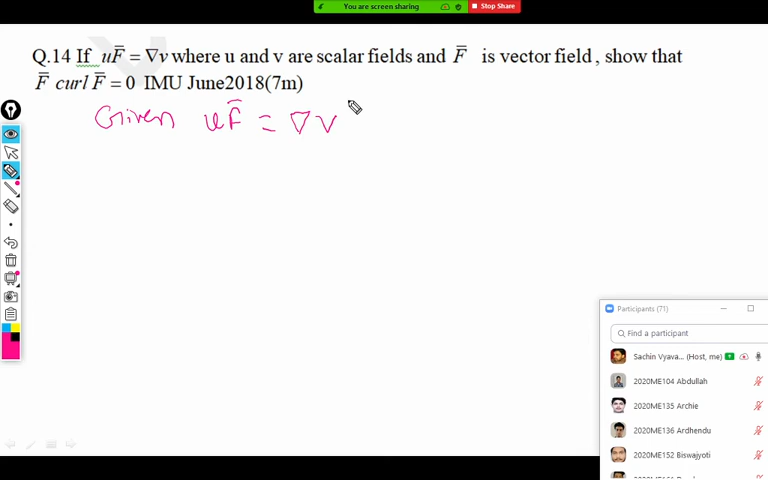 You are screen sharing Stop Share
Q.14 If uF̅ = ∇v where u and v are scalar fields and F̅ is vector field , show that
F̅ curl F̅ = 0 IMU June2018(7m)
Given uF̅ = ∇v
Participants (71)
Find a participant
Sachin Vyava... (Host, me)
2020ME104 Abdullah
2020ME135 Archie
2020ME136 Ardhendu
2020ME152 Biswajyoti